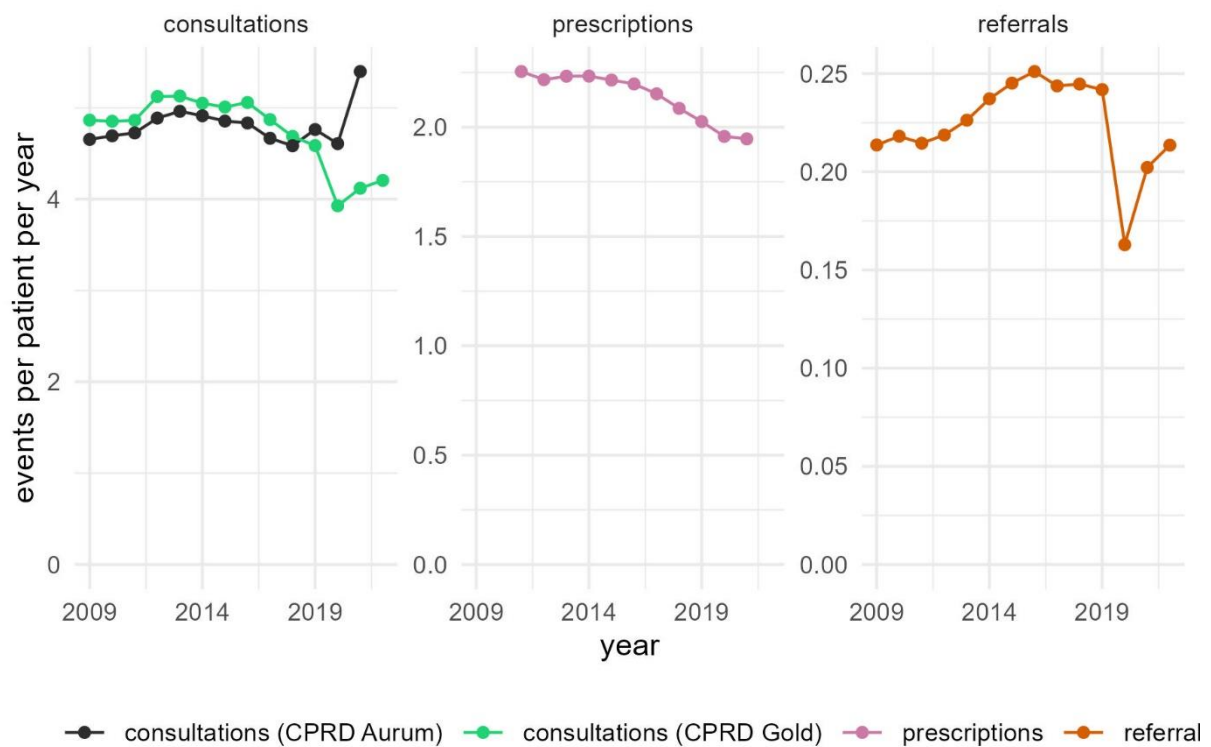 consultations
prescriptions
referrals
events per patient per year
4
2
0
2009
2014
2019
2.0
1.5
1.0
0.5
0.0
2009
2014
2019
0.25
0.20
0.15
0.10
0.05
0.00
2009
2014
2019
year
consultations (CPRD Aurum)
consultations (CPRD Gold)
prescriptions
referral